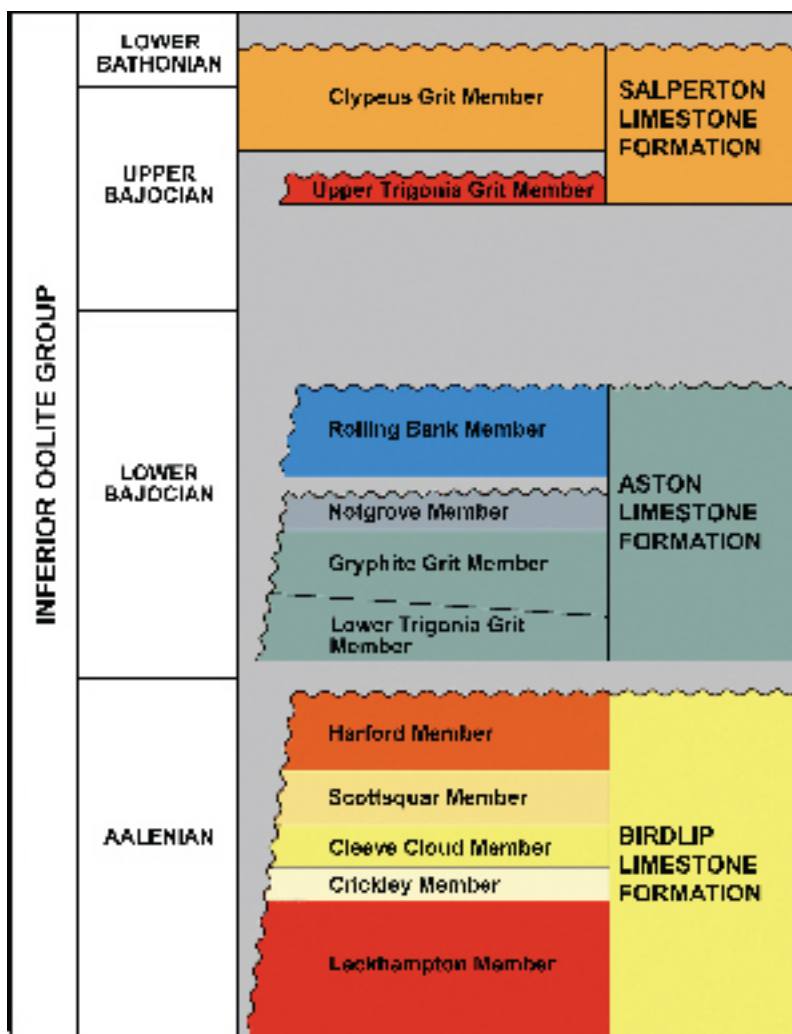 INFERIOR OOLITE GROUP
LOWER
BATHONIAN
UPPER
BAJOCIAN
LOWER
BAJOCIAN
AALENIAN
Clypeus Grit Member
Upper Trigonia Grit Member
SALPERTON
LIMESTONE
FORMATION
Rolling Bank Member
Notgrove Member
Gryphite Grit Member
Lower Trigonia Grit
Member
ASTON
LIMESTONE
FORMATION
Harford Member
Scottsquar Member
Cleeve Cloud Member
Crickley Member
Leckhampton Member
BIRDLIP
LIMESTONE
FORMATION